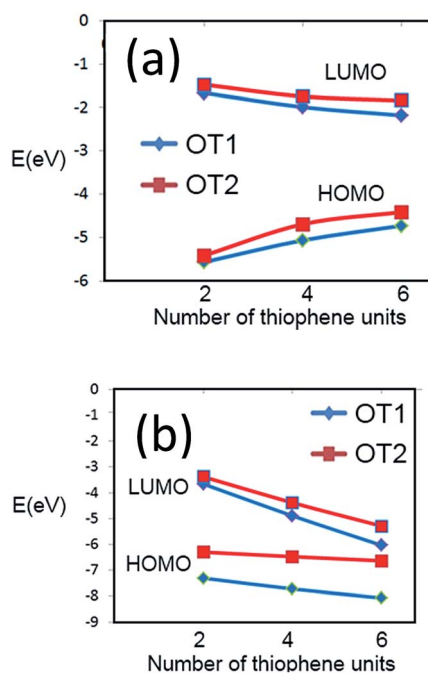 0
-1
-2
-3
-4
-5
-6
E(eV)
(a)
LUMO
OT1
OT2
HOMO
2 4 6
Number of thiophene units
0
-1
-2
-3
-4
-5
-6
-7
-8
-9
E(eV)
(b)
OT1
OT2
LUMO
HOMO
2 4 6
Number of thiophene units